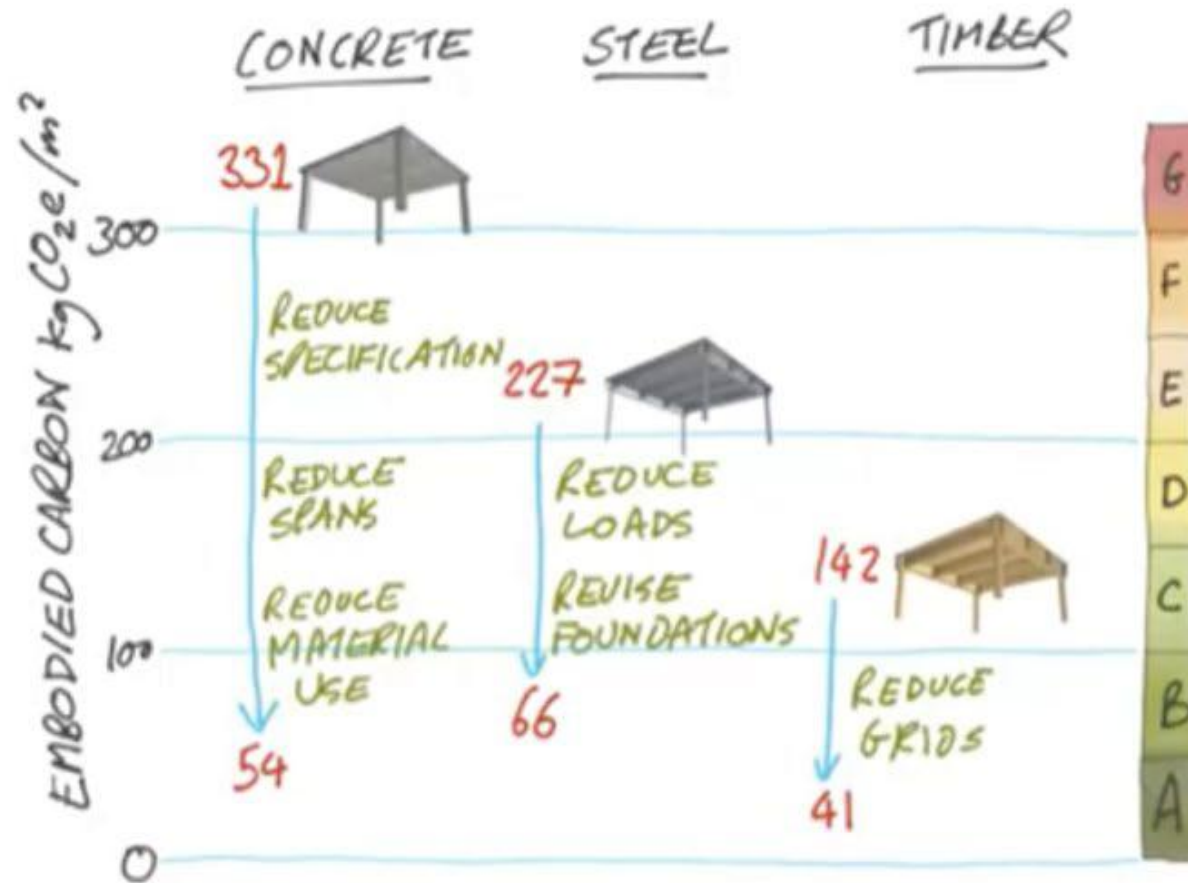 CONCRETE
STEEL
TIMBER
EMBODIED CARBON kgCO₂e/m²
300
200
100
0
331
REDUCE
SPECIFICATION
REDUCE
SPANS
REDUCE
MATERIAL
USE
54
227
REDUCE
LOADS
REVISE
FOUNDATIONS
66
142
REDUCE
GRIDS
41
G
F
E
D
C
B
A